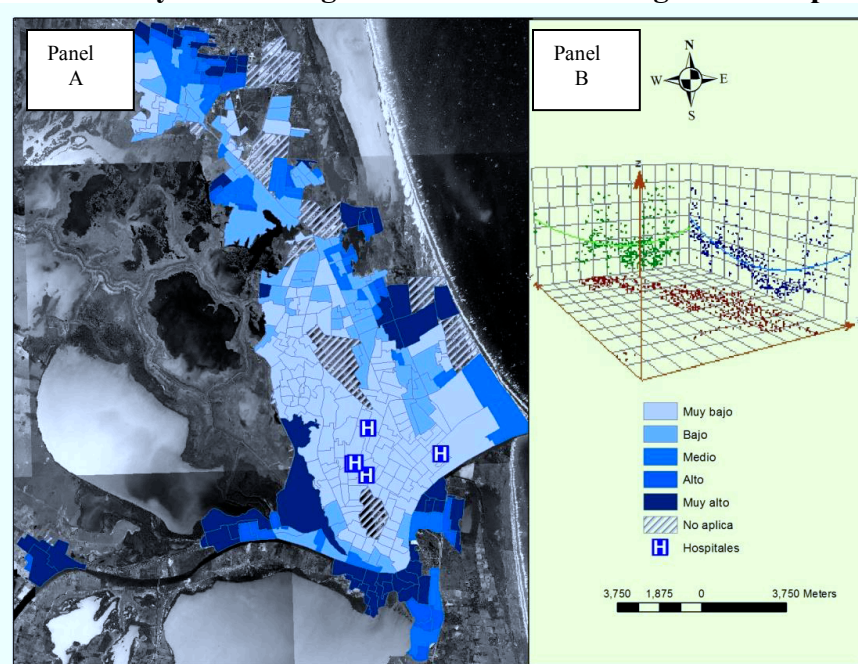 Panel
A
Panel
B
N
W
E
S
z
Muy bajo
Bajo
Medio
Alto
Muy alto
No aplica
H Hospitales
H
H
H
H
3,750 1,875 0 3,750 Meters